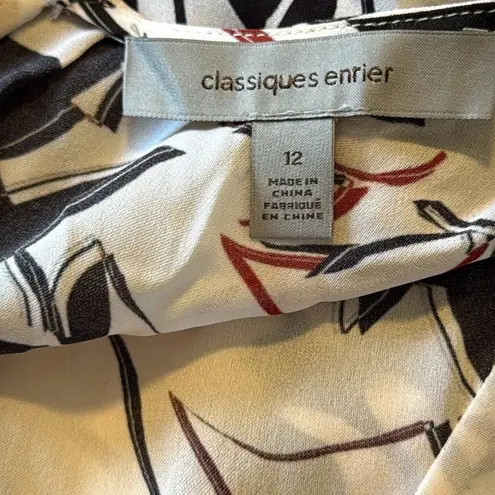 classiques entier
12
MADE IN
CHINA
FABRIQUÉ
EN CHINE